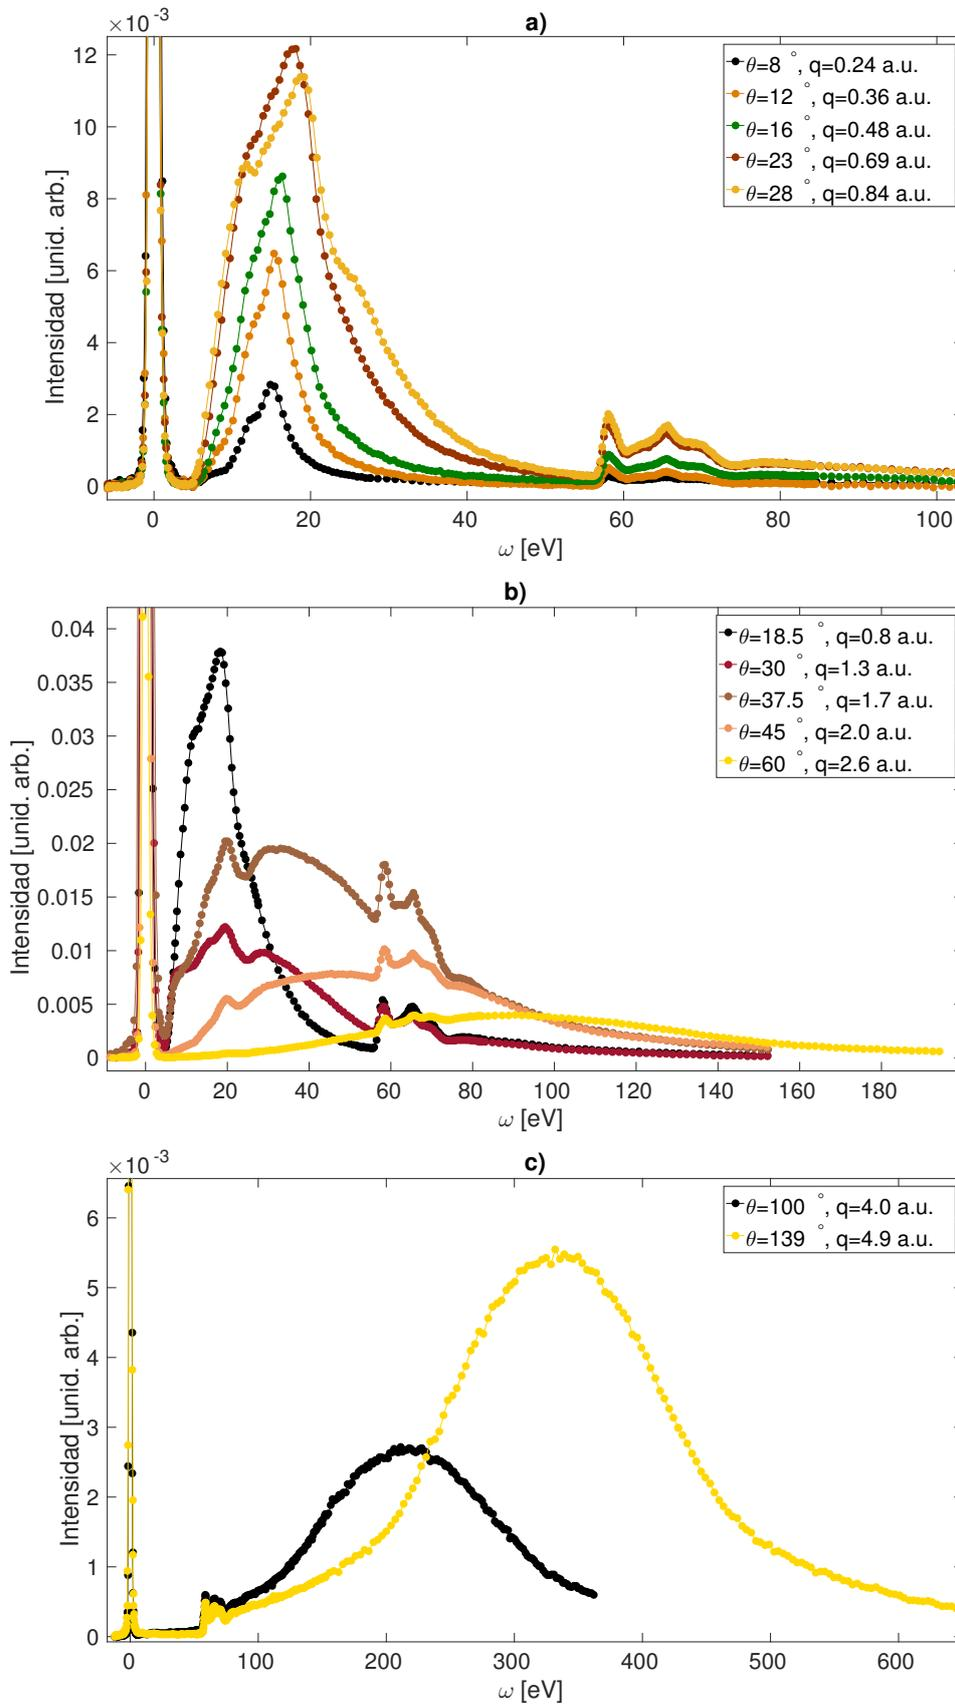 a)
×10⁻³
12
10
8
6
4
2
0
Intensidad [unid. arb.]
θ=8 °, q=0.24 a.u.
θ=12 °, q=0.36 a.u.
θ=16 °, q=0.48 a.u.
θ=23 °, q=0.69 a.u.
θ=28 °, q=0.84 a.u.
0 20 40 60 80 100
ω [eV]
b)
0.04
0.035
0.03
0.025
0.02
0.015
0.01
0.005
0
Intensidad [unid. arb.]
θ=18.5 °, q=0.8 a.u.
θ=30 °, q=1.3 a.u.
θ=37.5 °, q=1.7 a.u.
θ=45 °, q=2.0 a.u.
θ=60 °, q=2.6 a.u.
0 20 40 60 80 100 120 140 160 180
ω [eV]
c)
×10⁻³
6
5
4
3
2
1
0
Intensidad [unid. arb.]
θ=100 °, q=4.0 a.u.
θ=139 °, q=4.9 a.u.
0 100 200 300 400 500 600
ω [eV]